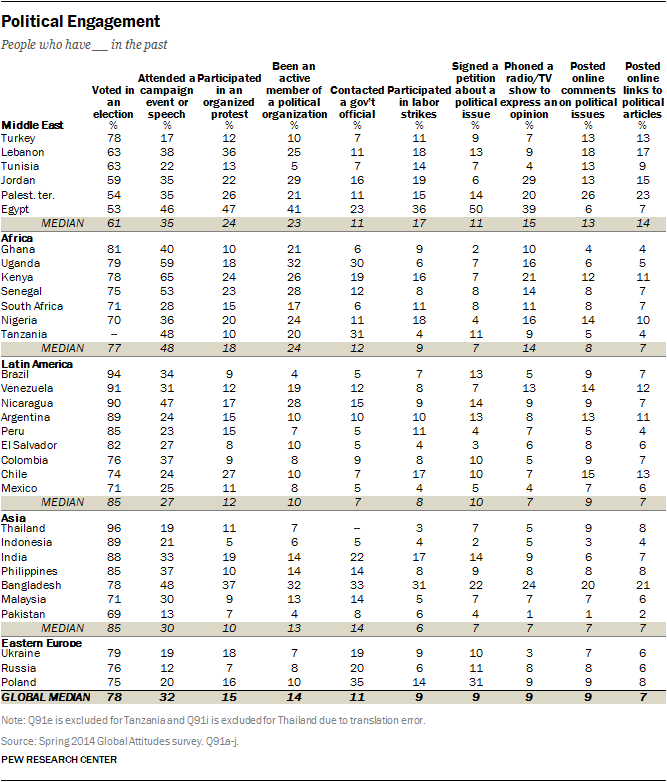 Political Engagement
People who have __ in the past
Voted in an election Attended a campaign event or speech Participated in an organized protest Been an active member of a political organization Contacted a gov't official Participated in labor strikes Signed a petition about a political issue Phoned a radio/TV show to express an opinion Posted online comments on political issues Posted online links to political articles
Middle East % % % % % % % % % %
Turkey 78 17 12 10 7 11 9 7 13 13
Lebanon 63 38 36 25 11 18 13 9 18 17
Tunisia 63 22 13 5 7 14 7 4 13 9
Jordan 59 35 22 29 16 19 6 29 13 15
Palest. ter. 54 35 26 21 11 15 14 20 26 23
Egypt 53 46 47 41 23 36 50 39 6 7
MEDIAN 61 35 24 23 11 17 11 15 13 14
Africa
Ghana 81 40 10 21 6 9 2 10 4 4
Uganda 79 59 18 32 30 6 7 16 6 5
Kenya 78 65 24 26 19 16 7 21 12 11
Senegal 75 53 23 28 12 8 8 14 8 7
South Africa 71 28 15 17 6 11 8 11 8 7
Nigeria 70 36 20 24 11 18 4 16 14 10
Tanzania -- 48 10 20 31 4 11 9 5 4
MEDIAN 77 48 18 24 12 9 7 14 8 7
Latin America
Brazil 94 34 9 4 5 7 13 5 9 7
Venezuela 91 31 12 19 12 8 7 13 14 12
Nicaragua 90 47 17 28 15 9 14 9 9 7
Argentina 89 24 15 10 10 10 13 8 13 11
Peru 85 23 15 7 5 11 4 7 5 4
El Salvador 82 27 8 10 5 4 3 6 8 6
Colombia 76 37 9 8 9 8 10 5 9 7
Chile 74 24 27 10 7 17 10 7 15 13
Mexico 71 25 11 8 5 4 5 4 7 6
MEDIAN 85 27 12 10 7 8 10 7 9 7
Asia
Thailand 96 19 11 7 -- 3 7 5 9 8
Indonesia 89 21 5 6 5 4 2 5 3 4
India 88 33 19 14 22 17 14 9 6 7
Philippines 85 37 10 14 14 8 9 8 8 8
Bangladesh 78 48 37 32 33 31 22 24 20 21
Malaysia 71 30 9 13 14 5 7 7 7 6
Pakistan 69 13 7 4 8 6 4 1 1 2
MEDIAN 85 30 10 13 14 6 7 7 7 7
Eastern Europe
Ukraine 79 19 18 7 19 9 10 3 7 6
Russia 76 12 7 8 20 6 11 8 8 6
Poland 75 20 16 10 35 14 31 9 9 8
GLOBAL MEDIAN 78 32 15 14 11 9 9 9 9 7
Note: Q91e is excluded for Tanzania and Q91i is excluded for Thailand due to translation error.
Source: Spring 2014 Global Attitudes survey. Q91a-j.
PEW RESEARCH CENTER